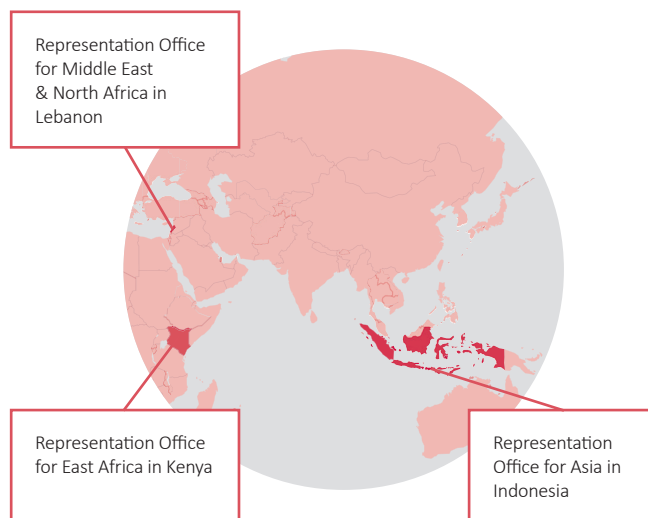 Representation Office
for Middle East
& North Africa in
Lebanon
Representation Office
for East Africa in Kenya
Representation
Office for Asia in
Indonesia